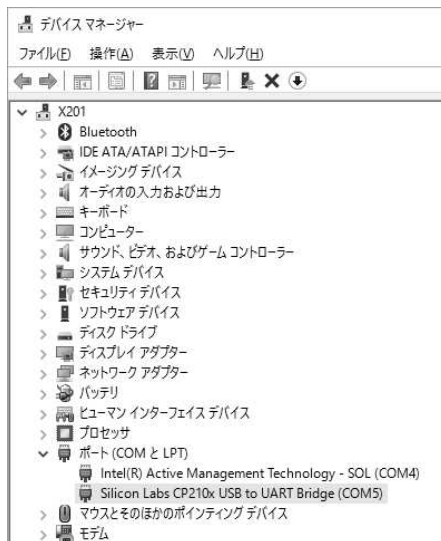 デバイス マネージャー
ファイル(F) 操作(A) 表示(V) ヘルプ(H)
X201
Bluetooth
IDE ATA/ATAPI コントローラー
イメージング デバイス
オーディオの入力および出力
キーボード
コンピューター
サウンド、ビデオ、およびゲーム コントローラー
システム デバイス
セキュリティ デバイス
ソフトウェア デバイス
ディスク ドライブ
ディスプレイ アダプター
ネットワーク アダプター
バッテリ
ヒューマン インターフェイス デバイス
プロセッサ
ポート (COM と LPT)
Intel(R) Active Management Technology - SOL (COM4)
Silicon Labs CP210x USB to UART Bridge (COM5)
マウスとそのほかのポインティング デバイス
モデム